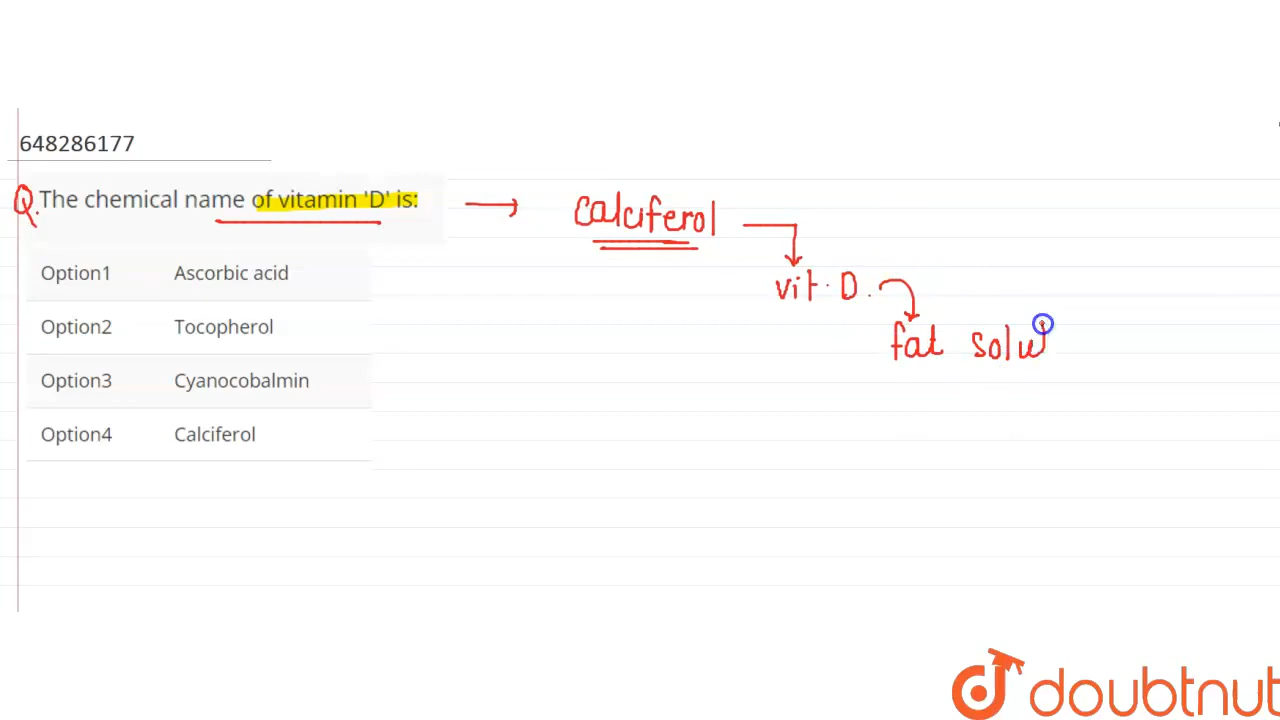 648286177
Q. The chemical name of vitamin 'D' is: → calciferol
vit. D.
fat solu
Option1 Ascorbic acid
Option2 Tocopherol
Option3 Cyanocobalmin
Option4 Calciferol
doubtnut